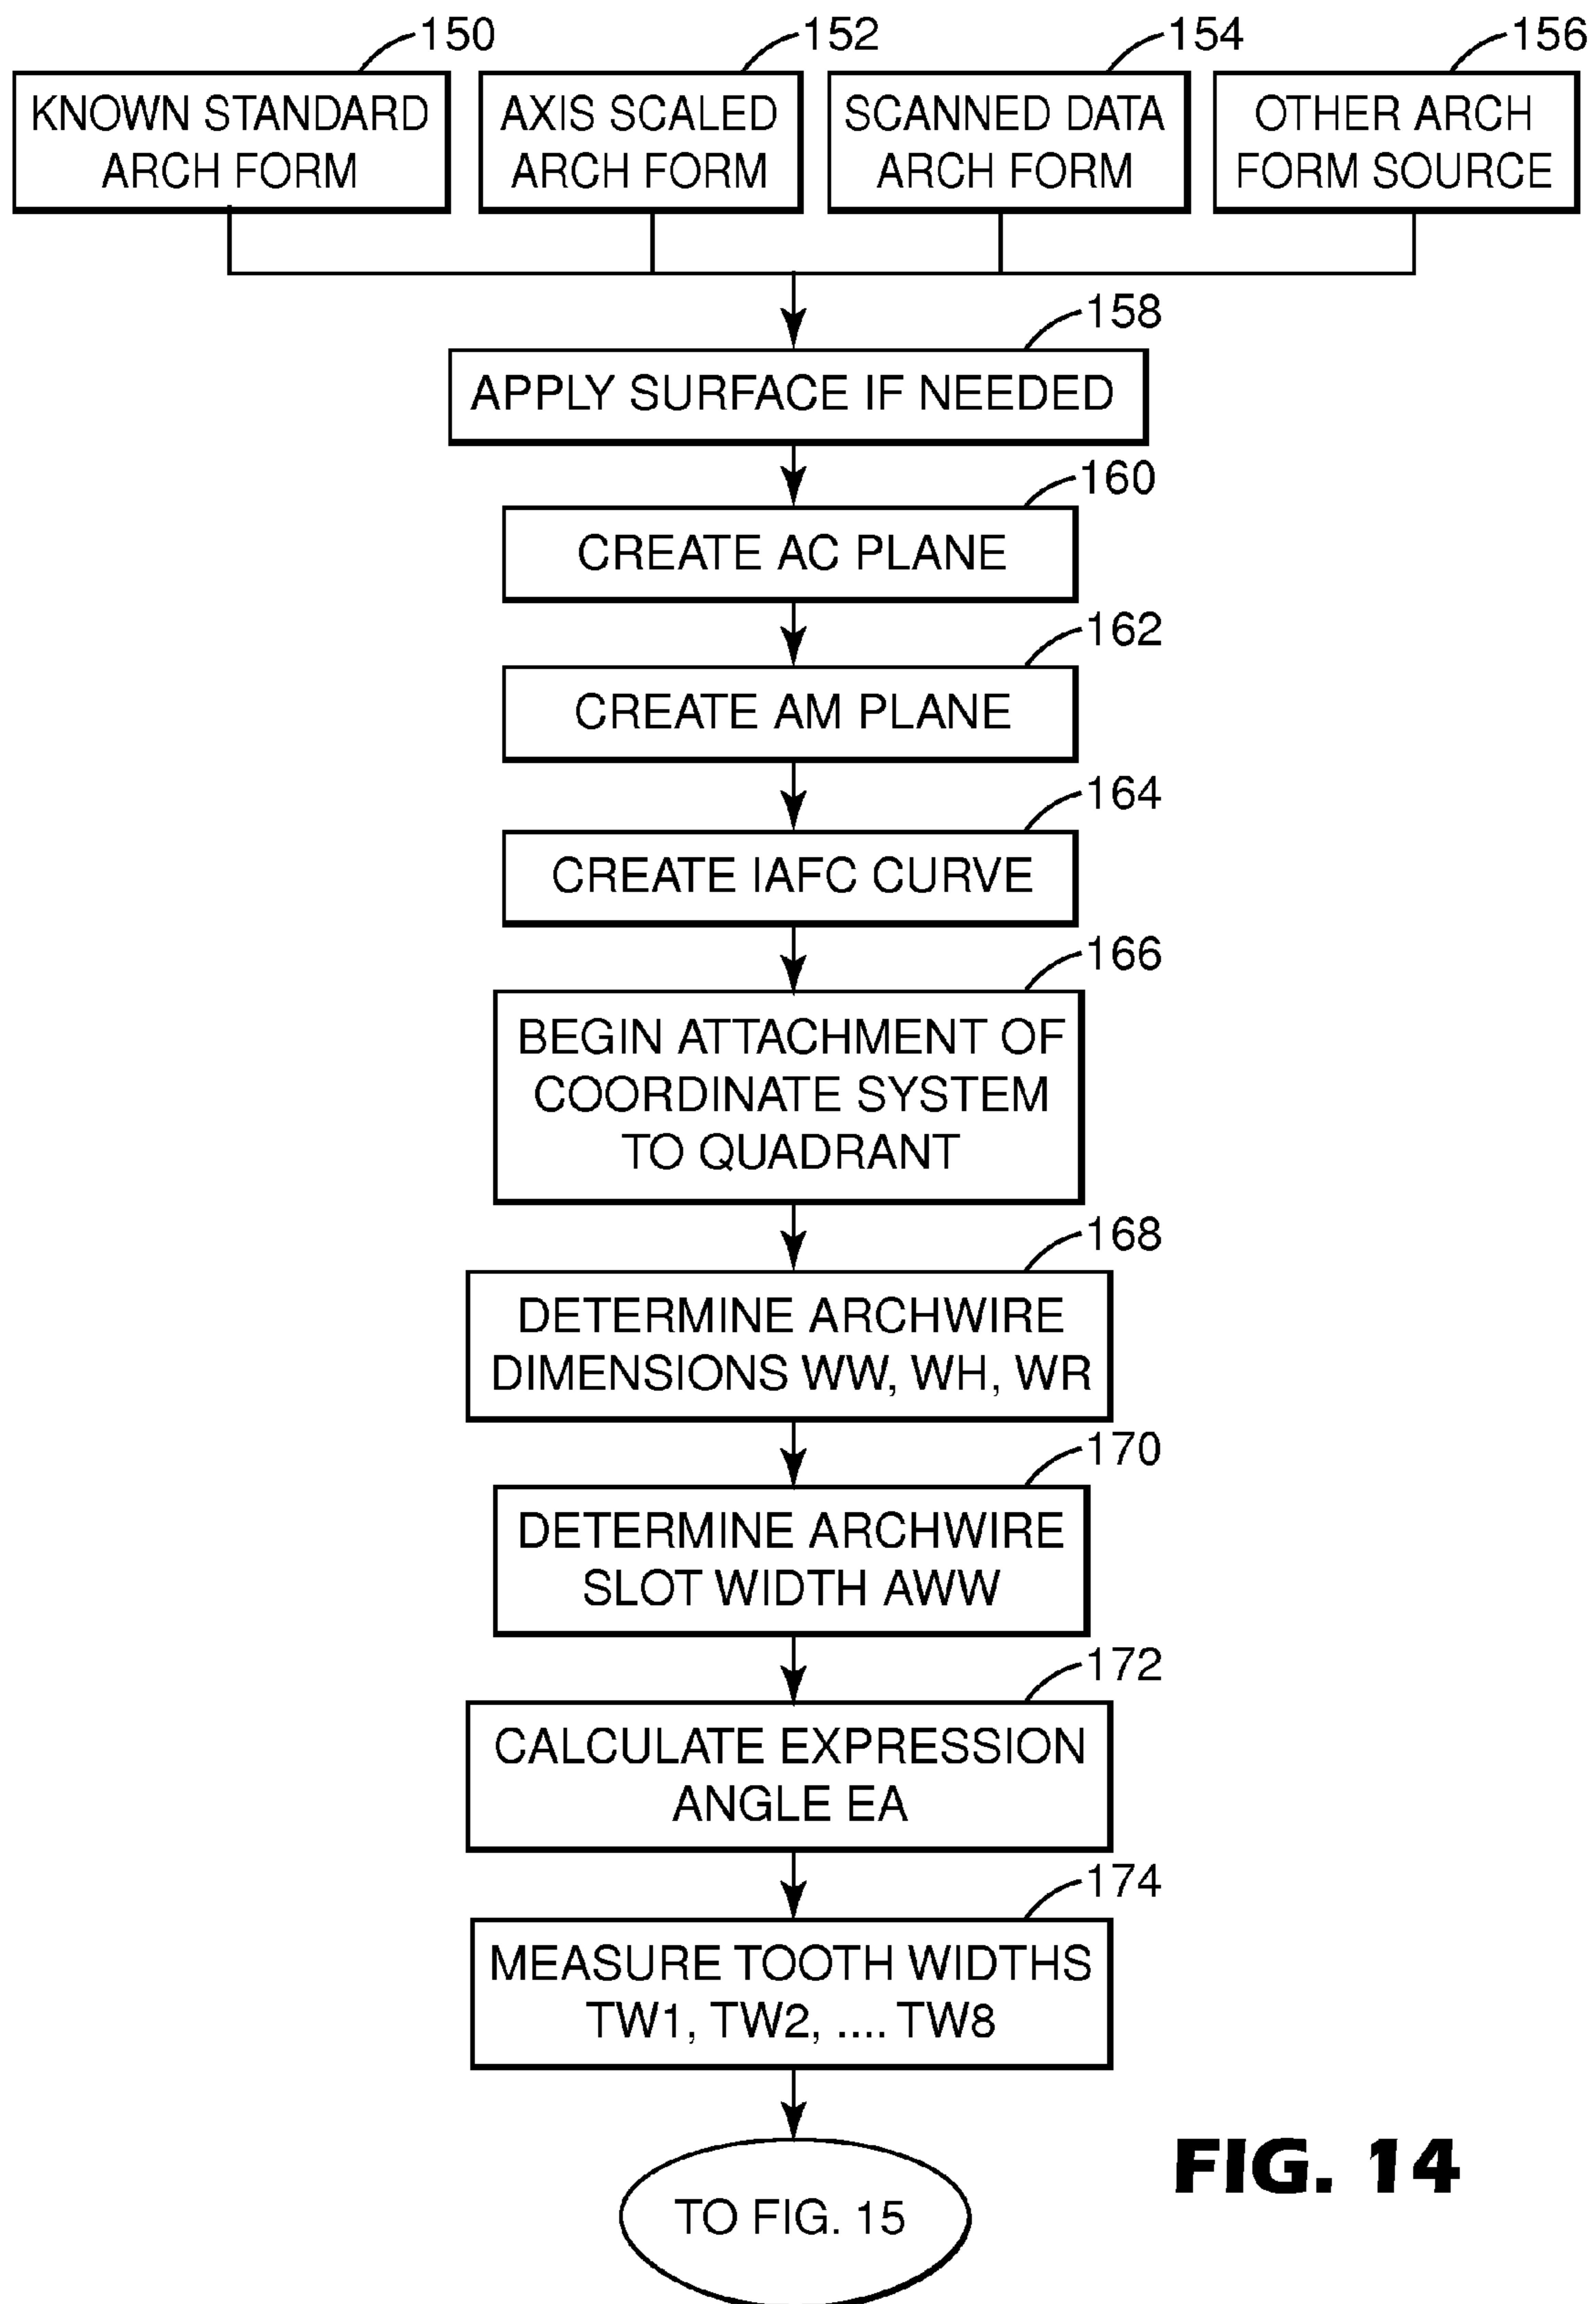 150
152
154
156
KNOWN STANDARD
ARCH FORM
AXIS SCALED
ARCH FORM
SCANNED DATA
ARCH FORM
OTHER ARCH
FORM SOURCE
158
APPLY SURFACE IF NEEDED
160
CREATE AC PLANE
162
CREATE AM PLANE
164
CREATE IAFC CURVE
166
BEGIN ATTACHMENT OF
COORDINATE SYSTEM
TO QUADRANT
168
DETERMINE ARCHWIRE
DIMENSIONS WW, WH, WR
170
DETERMINE ARCHWIRE
SLOT WIDTH AWW
172
CALCULATE EXPRESSION
ANGLE EA
174
MEASURE TOOTH WIDTHS
TW1, TW2, .... TW8
TO FIG. 15
FIG. 14